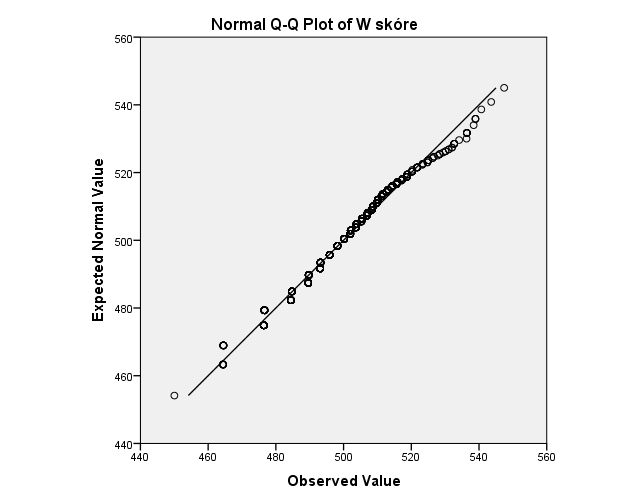 Normal Q-Q Plot of W skóre
560
540
520
500
480
460
440
Expected Normal Value
440 460 480 500 520 540 560
Observed Value